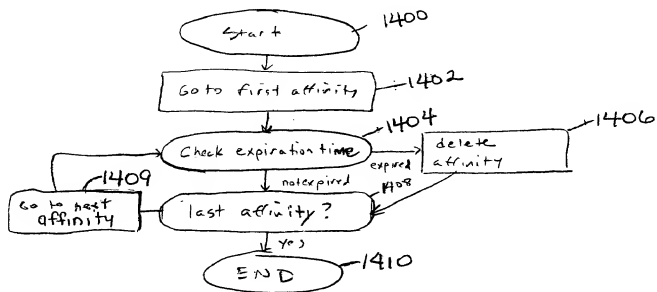 Start
1400
Go to first affinity
1402
1404
Check expiration time
expired
delete
affinity
1406
not expired
1409
Go to next
affinity
1408
last affinity?
yes
END
1410